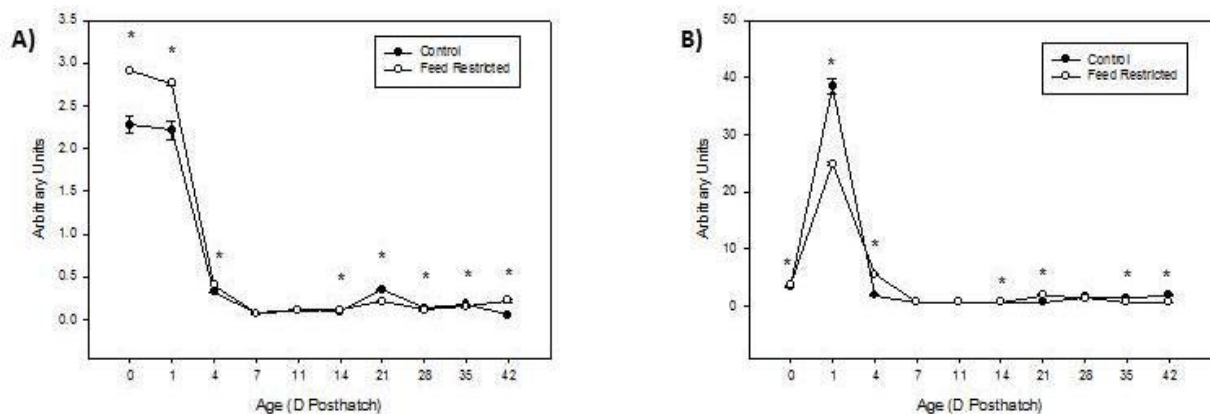 A)
3.5
3.0
2.5
2.0
1.5
1.0
0.5
0.0
Arbitrary Units
* * * * * * * *
Control
Feed Restricted
0 1 4 7 11 14 21 28 35 42
Age (D Posthatch)
B)
50
40
30
20
10
0
Arbitrary Units
* * * * * * *
Control
Feed Restricted
0 1 4 7 11 14 21 28 35 42
Age (D Posthatch)